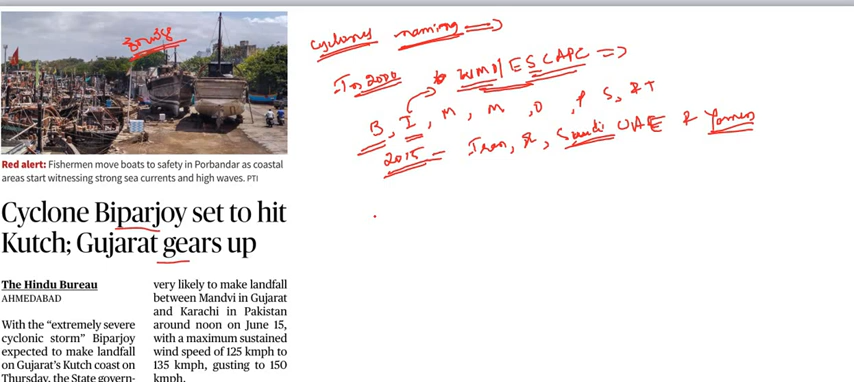 cyclones naming =>
In 2000 WMO/ESCAPE =>
B, I, M, M, O, P S, & T
2015 - Iran, Q, Saudi UAE & Yemen
Red alert: Fishermen move boats to safety in Porbandar as coastal
areas start witnessing strong sea currents and high waves. PTI
Cyclone Biparjoy set to hit
Kutch; Gujarat gears up
The Hindu Bureau
AHMEDABAD
With the “extremely severe
cyclonic storm” Biparjoy
expected to make landfall
on Gujarat's Kutch coast on
Thursday, the State govern-
very likely to make landfall
between Mandvi in Gujarat
and Karachi in Pakistan
around noon on June 15,
with a maximum sustained
wind speed of 125 kmph to
135 kmph, gusting to 150
kmph.